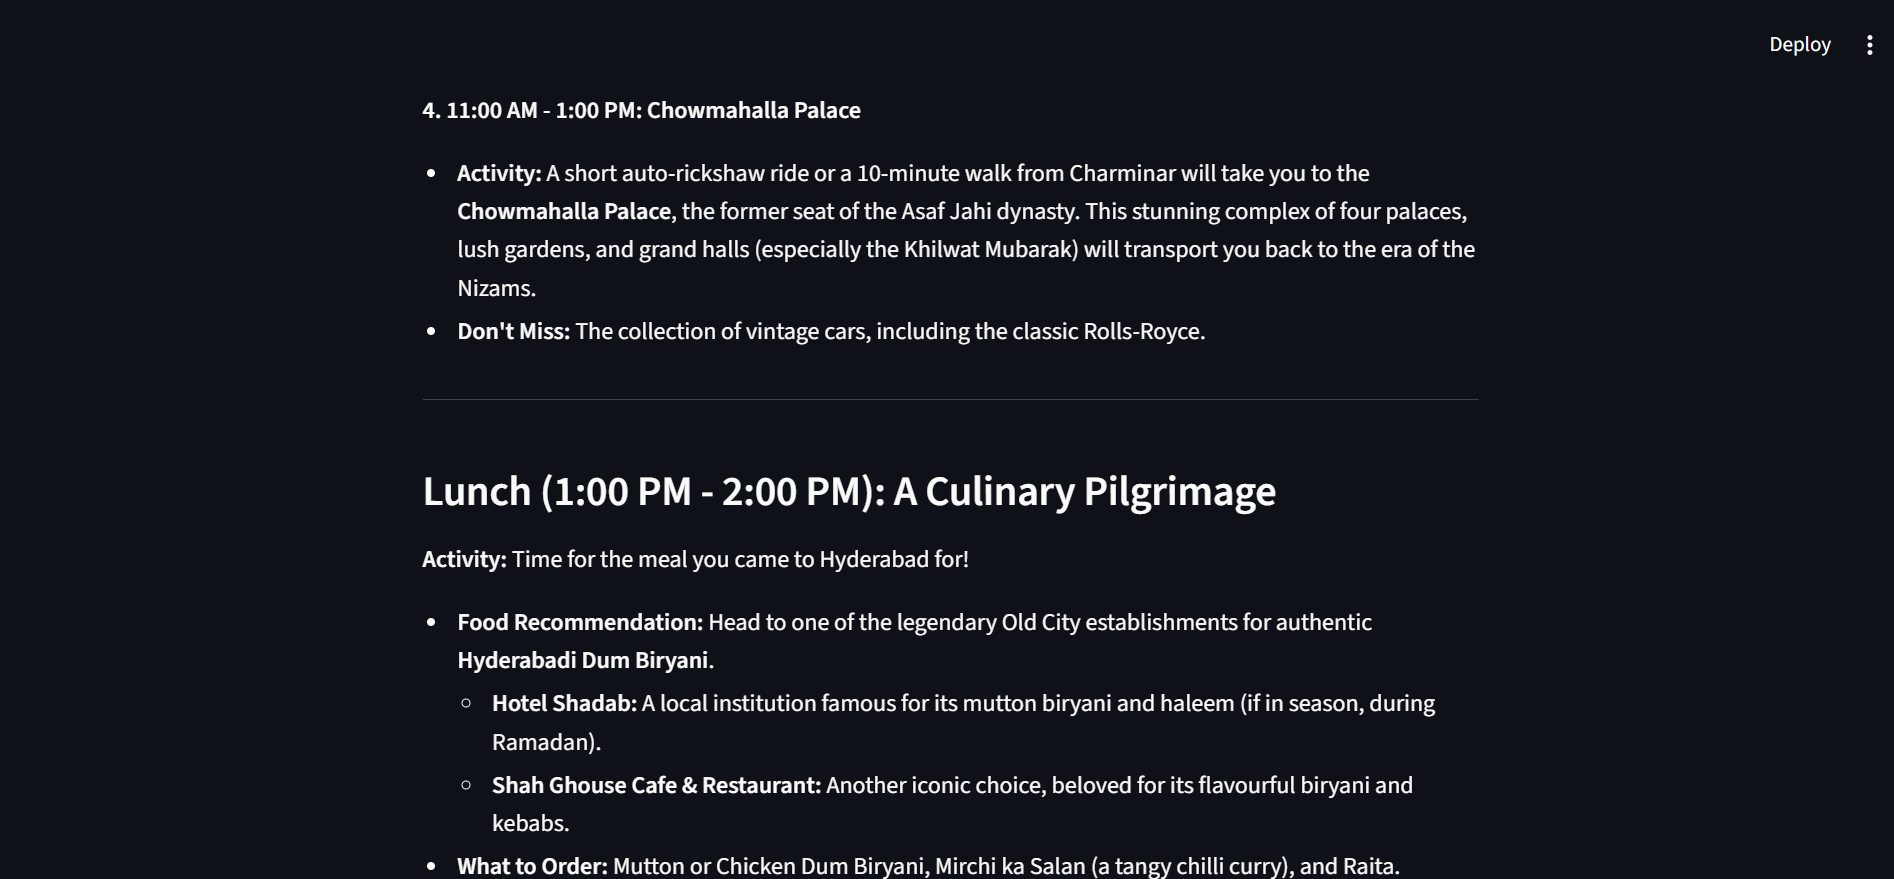 Deploy
4. 11:00 AM - 1:00 PM: Chowmahalla Palace
Activity: A short auto-rickshaw ride or a 10-minute walk from Charminar will take you to the
Chowmahalla Palace, the former seat of the Asaf Jahi dynasty. This stunning complex of four palaces,
lush gardens, and grand halls (especially the Khilwat Mubarak) will transport you back to the era of the
Nizams.
Don't Miss: The collection of vintage cars, including the classic Rolls-Royce.
Lunch (1:00 PM - 2:00 PM): A Culinary Pilgrimage
Activity: Time for the meal you came to Hyderabad for!
Food Recommendation: Head to one of the legendary Old City establishments for authentic
Hyderabadi Dum Biryani.
Hotel Shadab: A local institution famous for its mutton biryani and haleem (if in season, during
Ramadan).
Shah Ghouse Cafe & Restaurant: Another iconic choice, beloved for its flavourful biryani and
kebabs.
What to Order: Mutton or Chicken Dum Biryani, Mirchi ka Salan (a tangy chilli curry), and Raita.